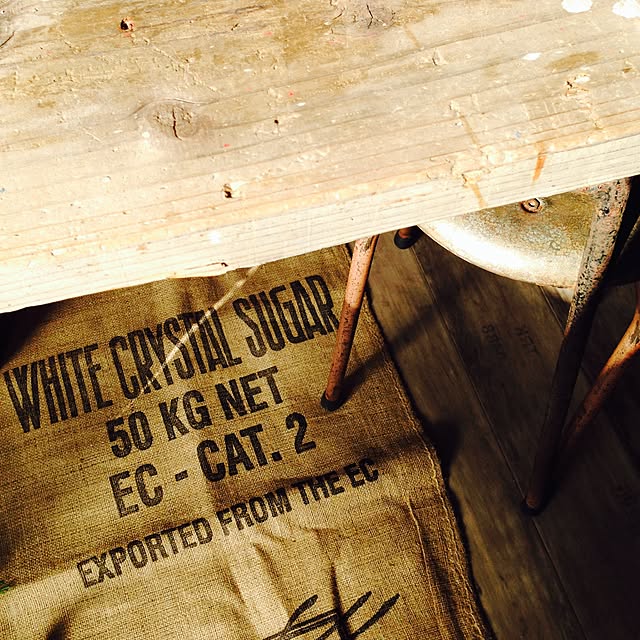 WHITE CRYSTAL SUGAR
50 KG NET
EC - CAT. 2
EXPORTED FROM THE EC